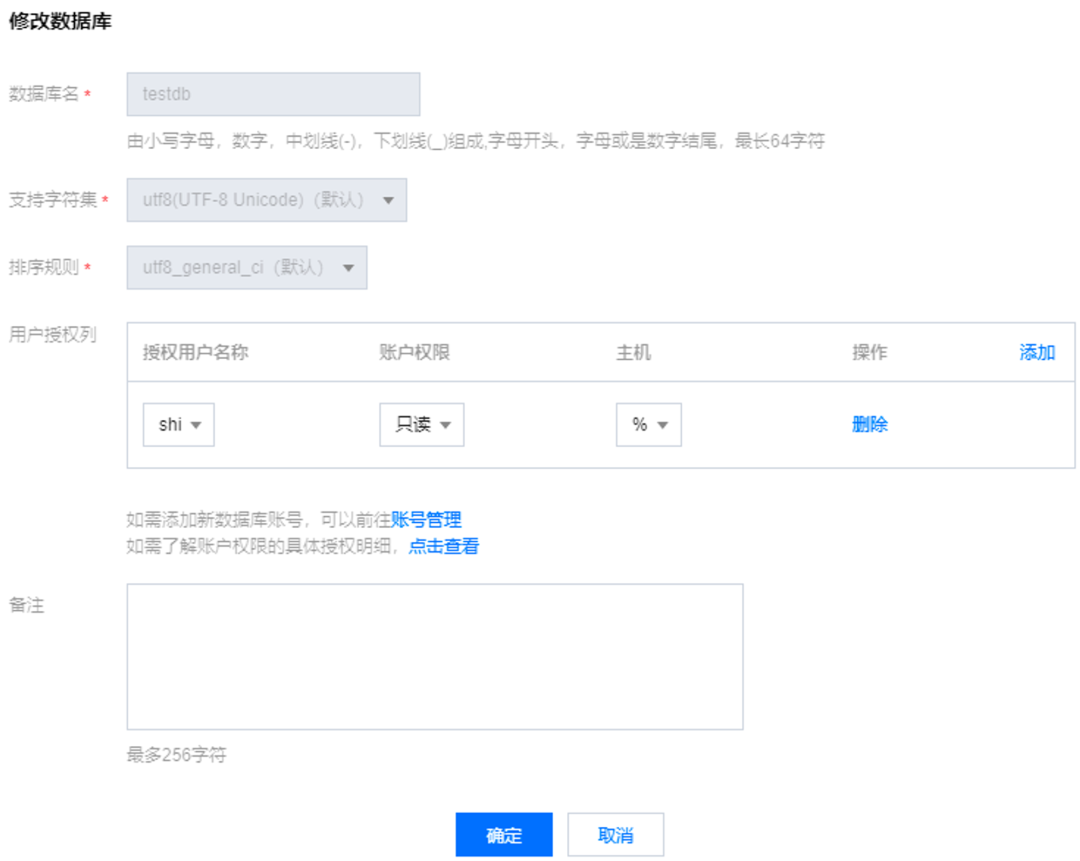 修改数据库
数据库名 * testdb
由小写字母，数字，中划线(-)，下划线(_)组成,字母开头，字母或是数字结尾，最长64字符
支持字符集 * utf8(UTF-8 Unicode)（默认）
排序规则 * utf8_general_ci（默认）
用户授权列
授权用户名称 账户权限 主机 操作 添加
shi 只读 % 删除
如需添加新数据库账号，可以前往账号管理
如需了解账户权限的具体授权明细，点击查看
备注
最多256字符
确定 取消